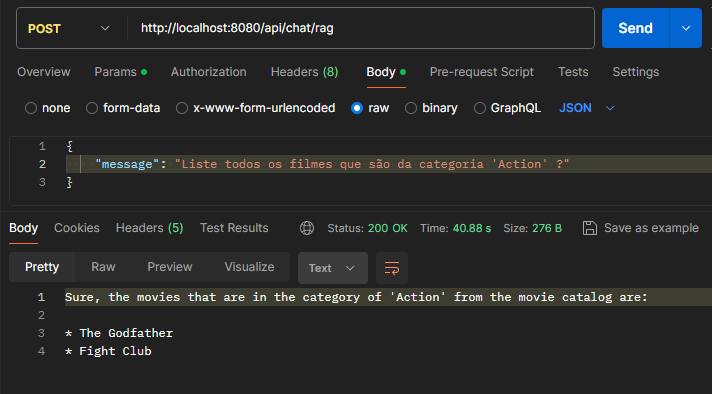 POST http://localhost:8080/api/chat/rag Send
Overview Params Authorization Headers (8) Body Pre-request Script Tests Settings
none form-data x-www-form-urlencoded raw binary GraphQL JSON
1 {
2 "message": "Liste todos os filmes que são da categoria 'Action' ?"
3 }
Body Cookies Headers (5) Test Results Status: 200 OK Time: 40.88 s Size: 276 B Save as example
Pretty Raw Preview Visualize Text
1 Sure, the movies that are in the category of 'Action' from the movie catalog are:
2
3 * The Godfather
4 * Fight Club